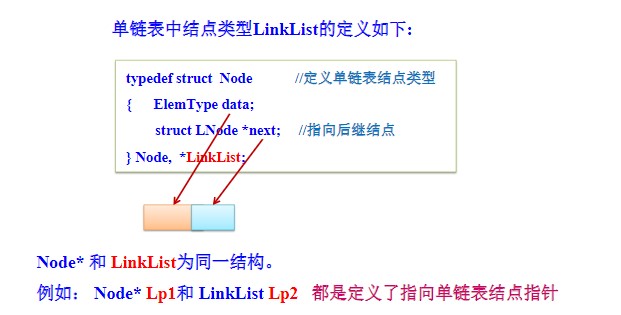 单链表中结点类型LinkList的定义如下：
typedef struct Node //定义单链表结点类型
{ ElemType data;
struct LNode *next; //指向后继结点
} Node, *LinkList;
Node* 和 LinkList为同一结构。
例如： Node* Lp1和 LinkList Lp2 都是定义了指向单链表结点指针